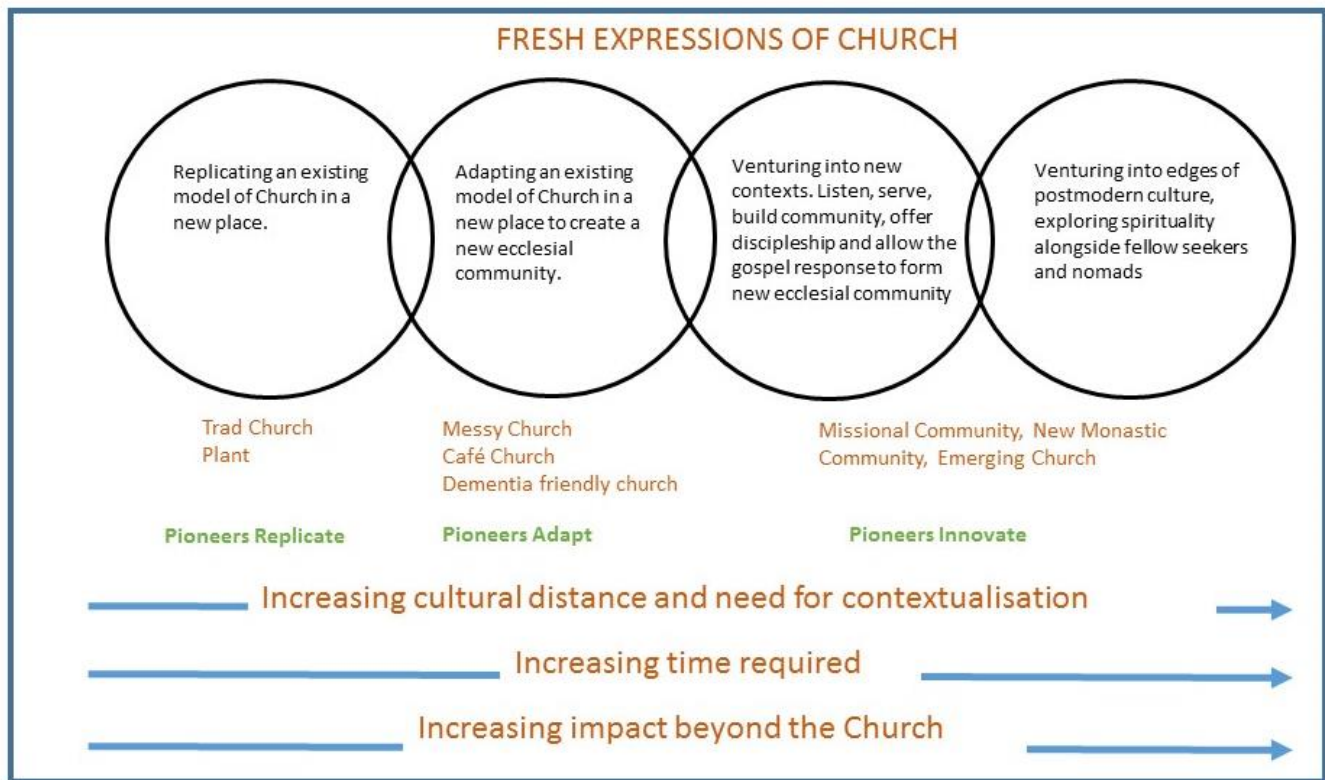 FRESH EXPRESSIONS OF CHURCH
Replicating an existing
model of Church in a
new place.
Adapting an existing
model of Church in a
new place to create a
new ecclesial
community.
Venturing into new
contexts. Listen, serve,
build community, offer
discipleship and allow the
gospel response to form
new ecclesial community
Venturing into edges of
postmodern culture,
exploring spirituality
alongside fellow seekers
and nomads
Trad Church
Plant
Messy Church
Café Church
Dementia friendly church
Missional Community, New Monastic
Community, Emerging Church
Pioneers Replicate
Pioneers Adapt
Pioneers Innovate
Increasing cultural distance and need for contextualisation
Increasing time required
Increasing impact beyond the Church